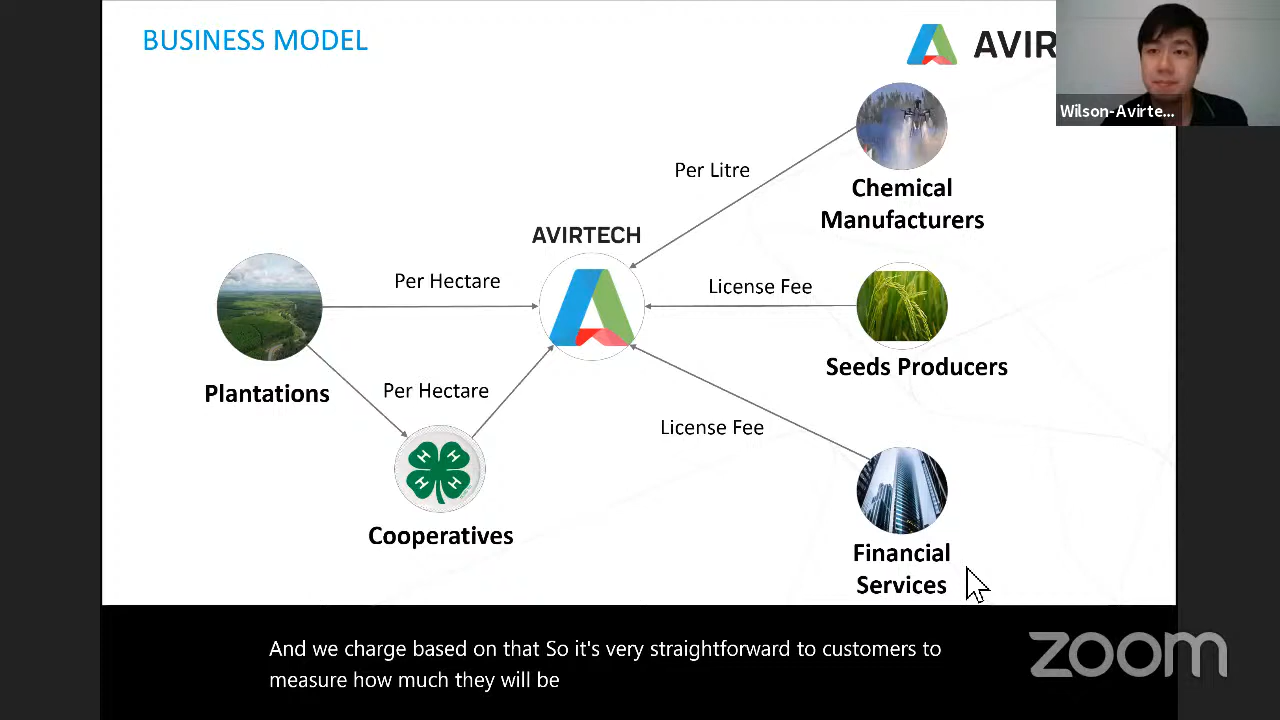 BUSINESS MODEL
AVIR
Wilson-Avirte...
Per Litre
Chemical
Manufacturers
AVIRTECH
Per Hectare
License Fee
Seeds Producers
Plantations
Per Hectare
License Fee
H H
H H
Cooperatives
Financial
Services
And we charge based on that So it's very straightforward to customers to
measure how much they will be
zoom